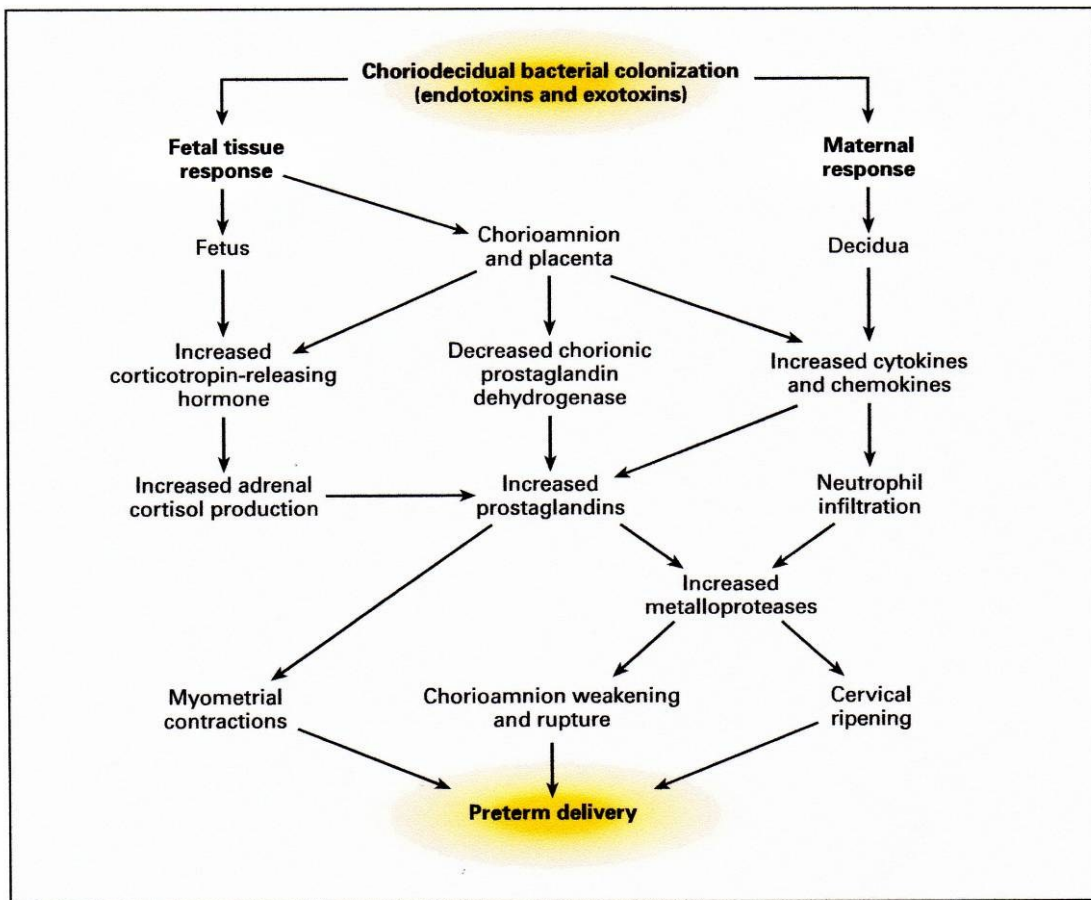 Choriodecidual bacterial colonization
(endotoxins and exotoxins)
Fetal tissue
response
Maternal
response
Fetus
Chorioamnion
and placenta
Decidua
Increased
corticotropin-releasing
hormone
Decreased chorionic
prostaglandin
dehydrogenase
Increased cytokines
and chemokines
Increased adrenal
cortisol production
Increased
prostaglandins
Neutrophil
infiltration
Increased
metalloproteases
Myometrial
contractions
Chorioamnion weakening
and rupture
Cervical
ripening
Preterm delivery